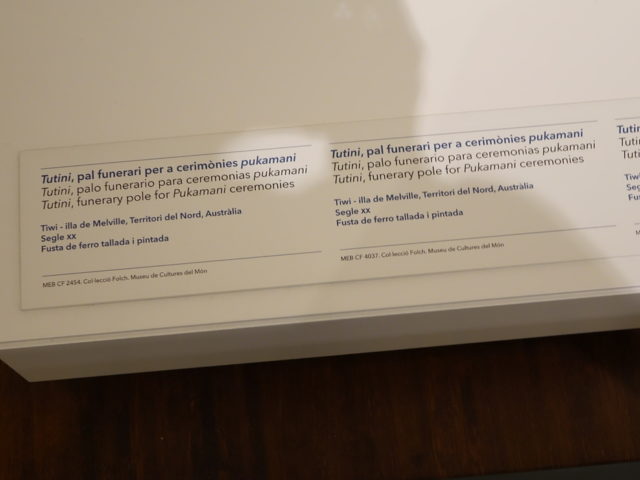 Tutini, pal funerari per a cerimònies pukamani
Tutini, palo funerario para ceremonias pukamani
Tutini, funerary pole for Pukamani ceremonies
Tiwi - illa de Melville, Territori del Nord, Austràlia
Segle XX
Fusta de ferro tallada i pintada
MEB CF 2454. Col·lecció Folch. Museu de Cultures del Món
Tutini, pal funerari per a cerimònies pukamani
Tutini, palo funerario para ceremonias pukamani
Tutini, funerary pole for Pukamani ceremonies
Tiwi - illa de Melville, Territori del Nord, Austràlia
Segle XX
Fusta de ferro tallada i pintada
MEB CF 4037. Col·lecció Folch. Museu de Cultures del Món